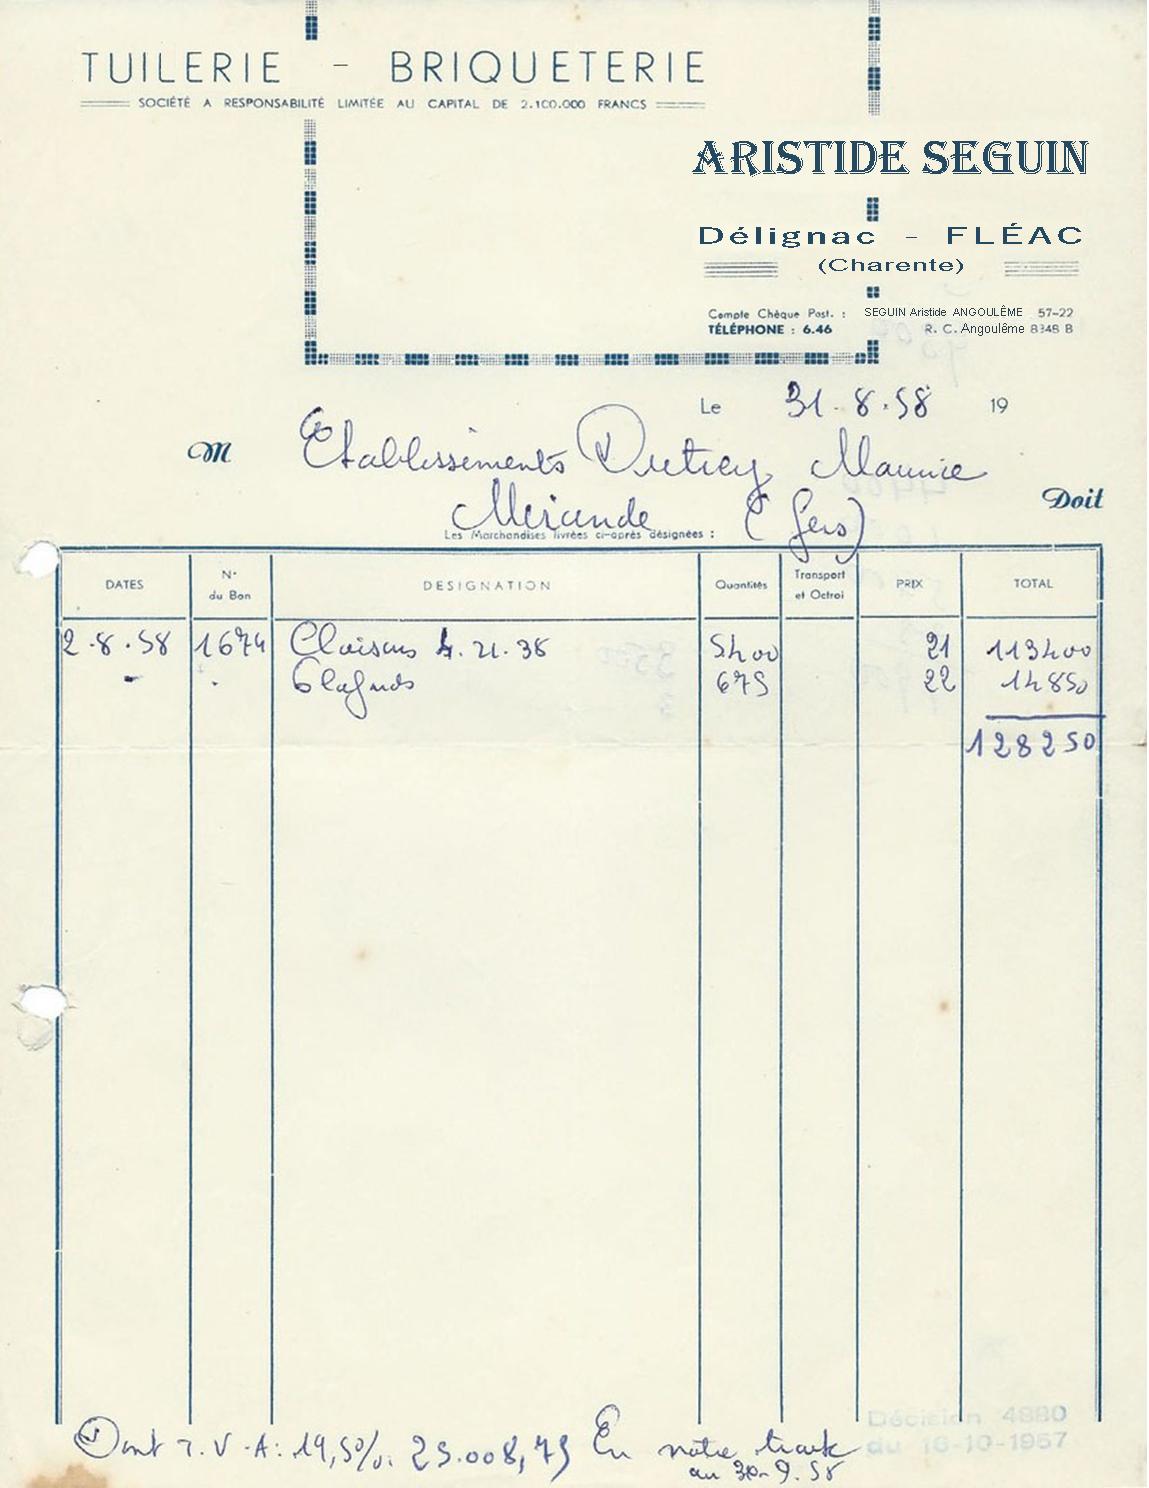 TUILERIE - BRIQUETERIE
SOCIÉTÉ A RESPONSABILITÉ LIMITÉE AU CAPITAL DE 2.100.000 FRANCS
ARISTIDE SEGUIN
Délignac - FLÉAC
(Charente)
Compte Chèque Post. : SEGUIN Aristide ANGOULÊME 57-22
TÉLÉPHONE : 6.46 R. C. Angoulême 8348 B
Le 31.8.58 19
M Etablissements Dutrey Maurice
Mirande (Gers) Doit
Les Marchandises livrées ci-après désignées :
DATES N° du Bon DESIGNATION Quantités Transport et Octroi PRIX TOTAL
2.8.58 1674 Cloisons 4.21.38 5400 21 113400
- . 675 22 14850
128250
Dont T.V.A: 19,50%: 25.008,75 En notre traite
au 30-9.58
Décision 4880
du 16-10-1957